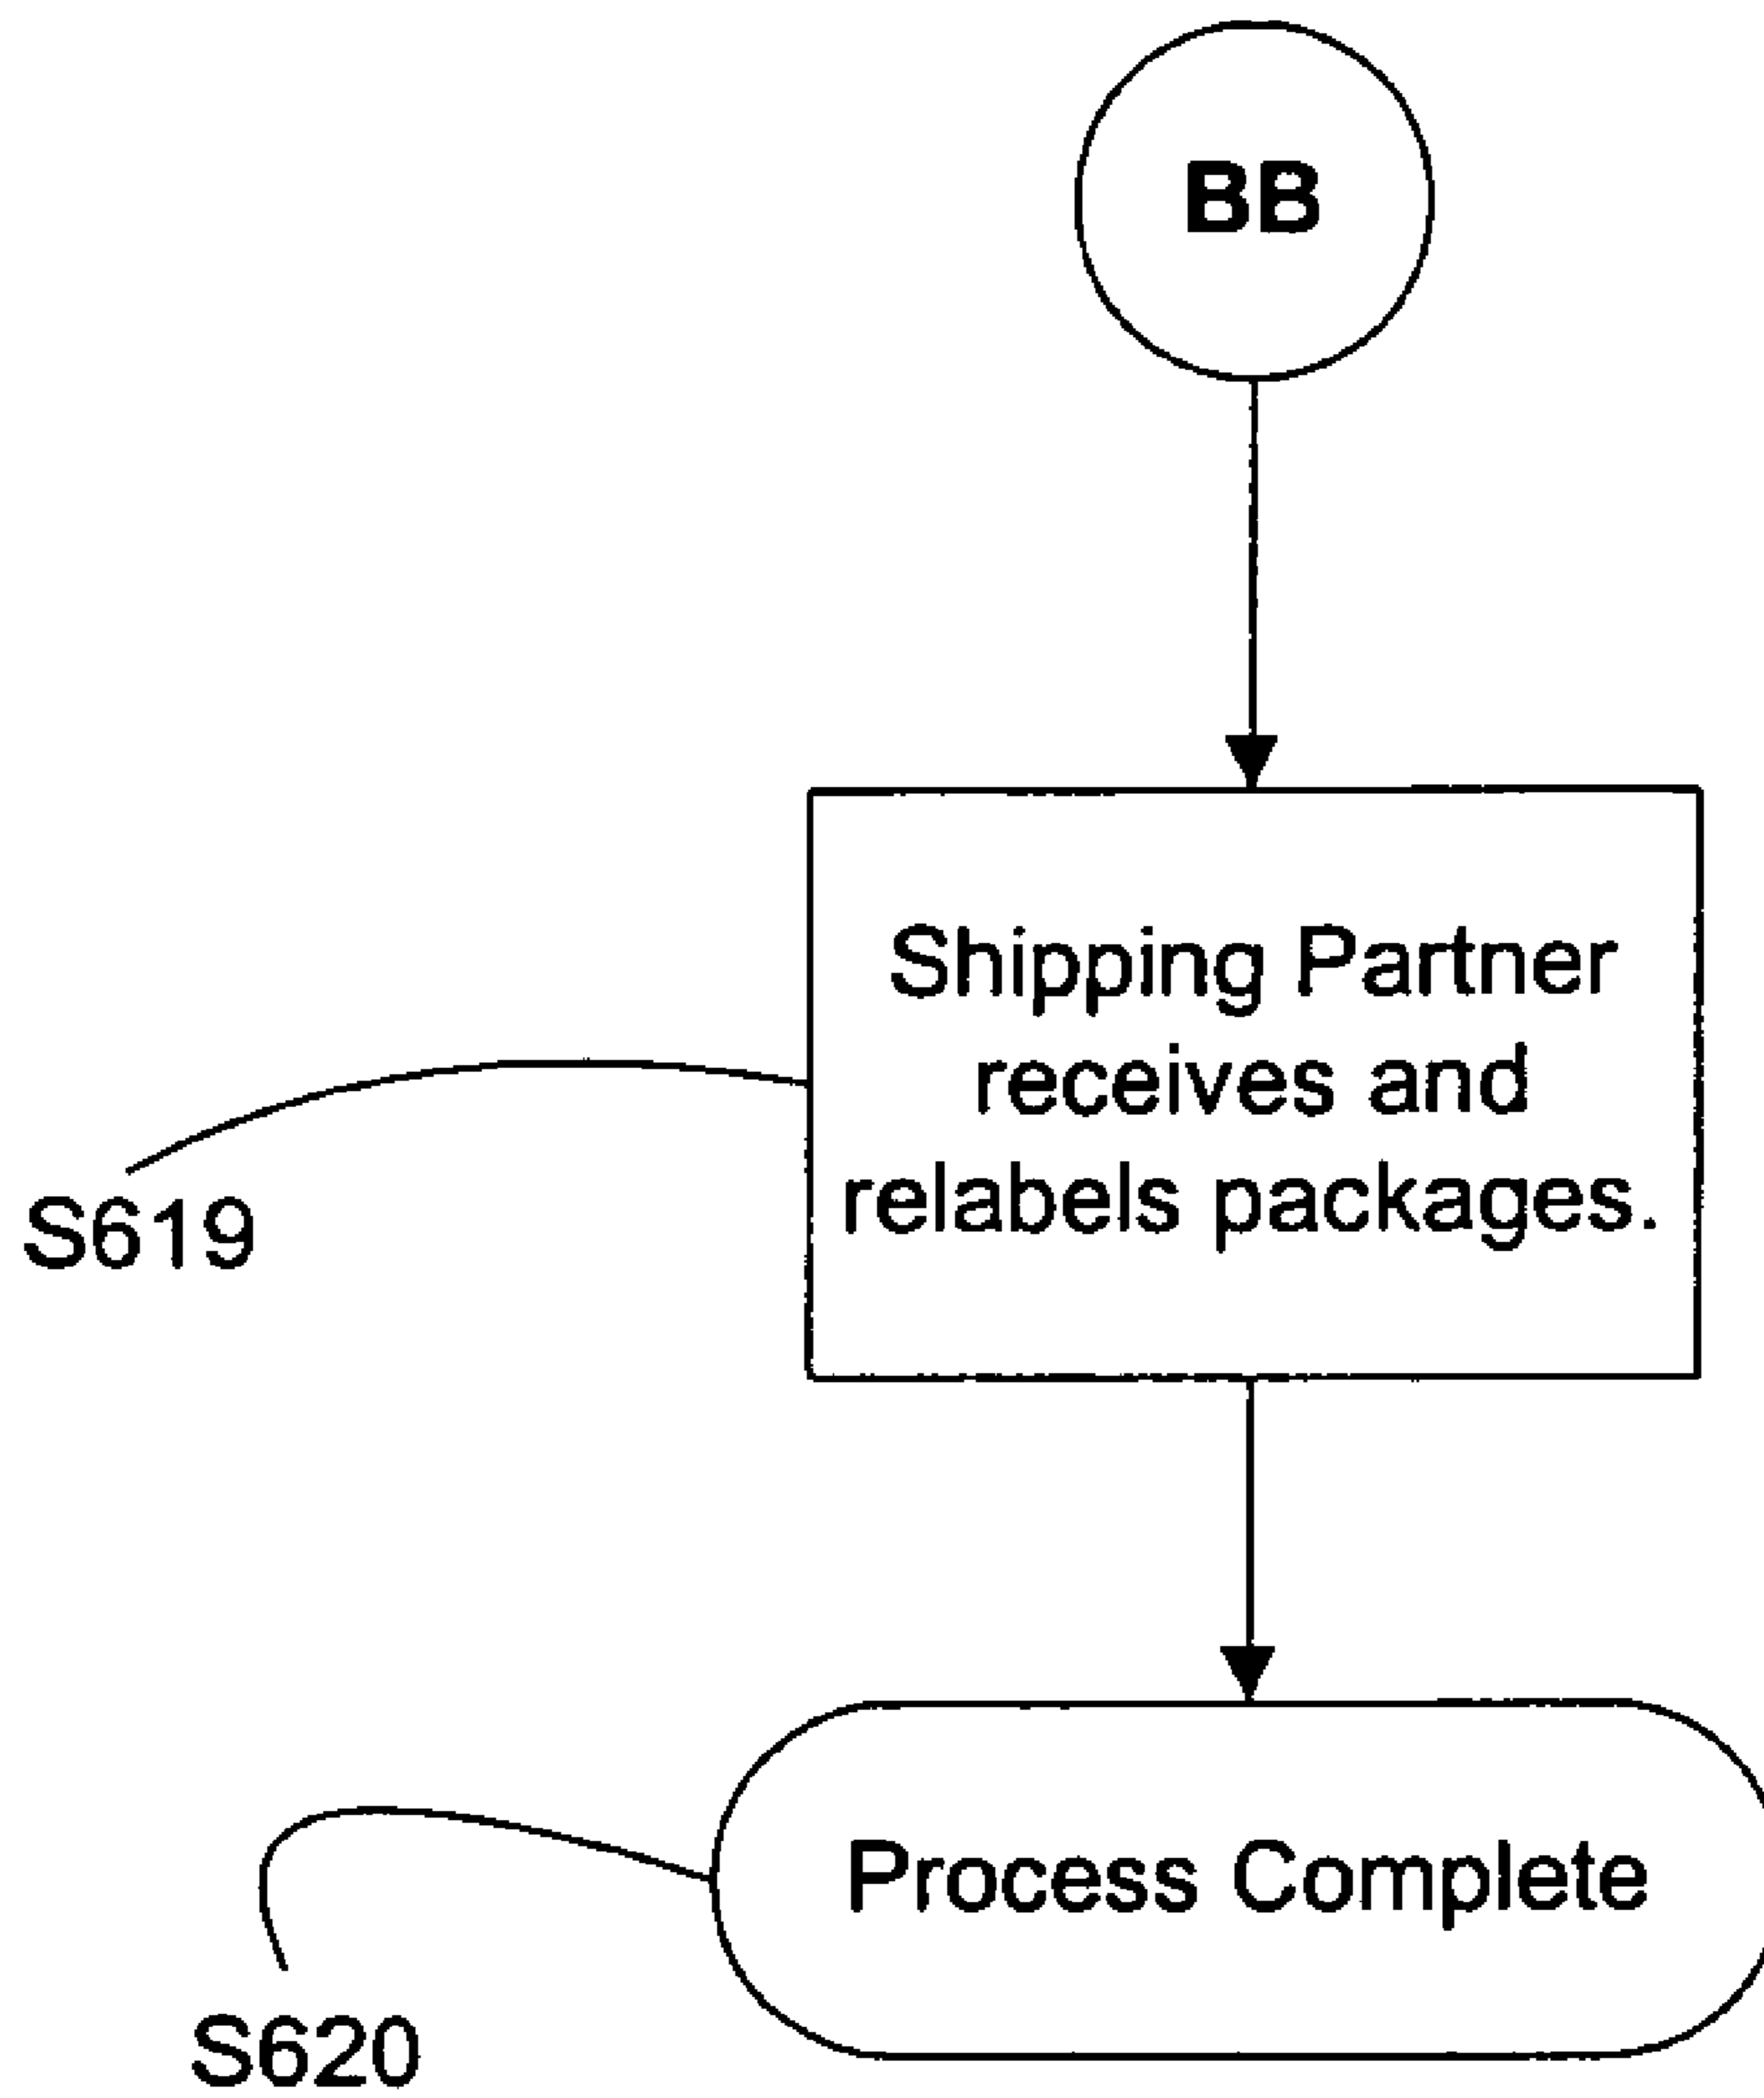 BB
Shipping Partner
receives and
relabels packages.
S619
Process Complete
S620